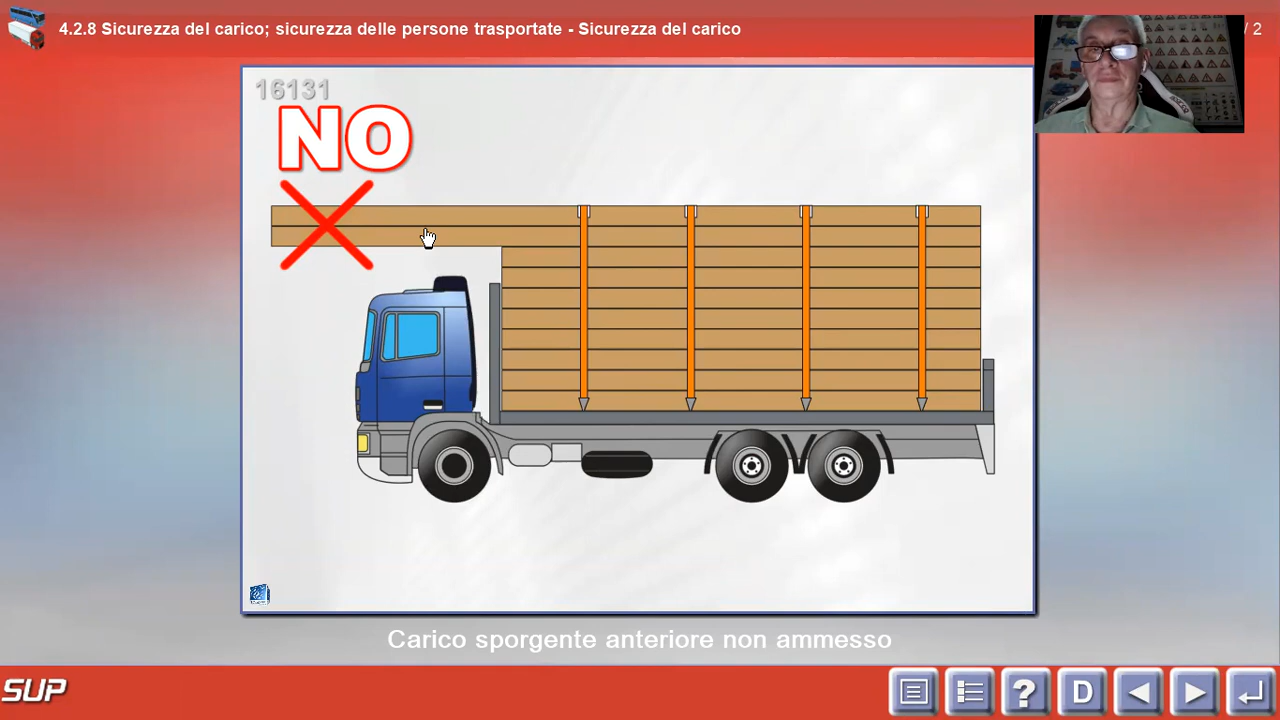 4.2.8 Sicurezza del carico; sicurezza delle persone trasportate - Sicurezza del carico
/ 2
16131
NO
Carico sporgente anteriore non ammesso
SUP
?
D